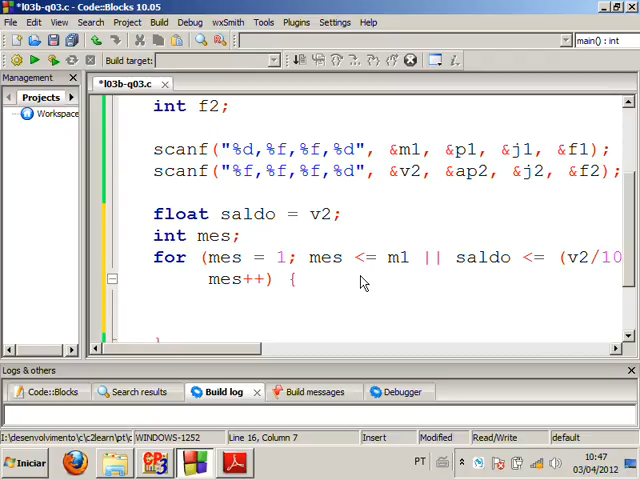 *l03b-q03.c - Code::Blocks 10.05
File Edit View Search Project Build Debug wxSmith Tools Plugins Settings Help
main() : int
Build target:
Management
*l03b-q03.c
Projects
Workspace
int f2;
scanf("%d,%f,%f,%d", &m1, &p1, &j1, &f1);
scanf("%f,%f,%f,%d", &v2, &ap2, &j2, &f2);
float saldo = v2;
int mes;
for (mes = 1; mes <= m1 || saldo <= (v2/10
mes++) {
}
Logs & others
Code::Blocks Search results Build log Build messages Debugger
I:\desenvolvimento\c\c2learn\pt\c WINDOWS-1252 Line 16, Column 7 Insert Modified Read/Write default
Iniciar
PT
10:47
03/04/2012